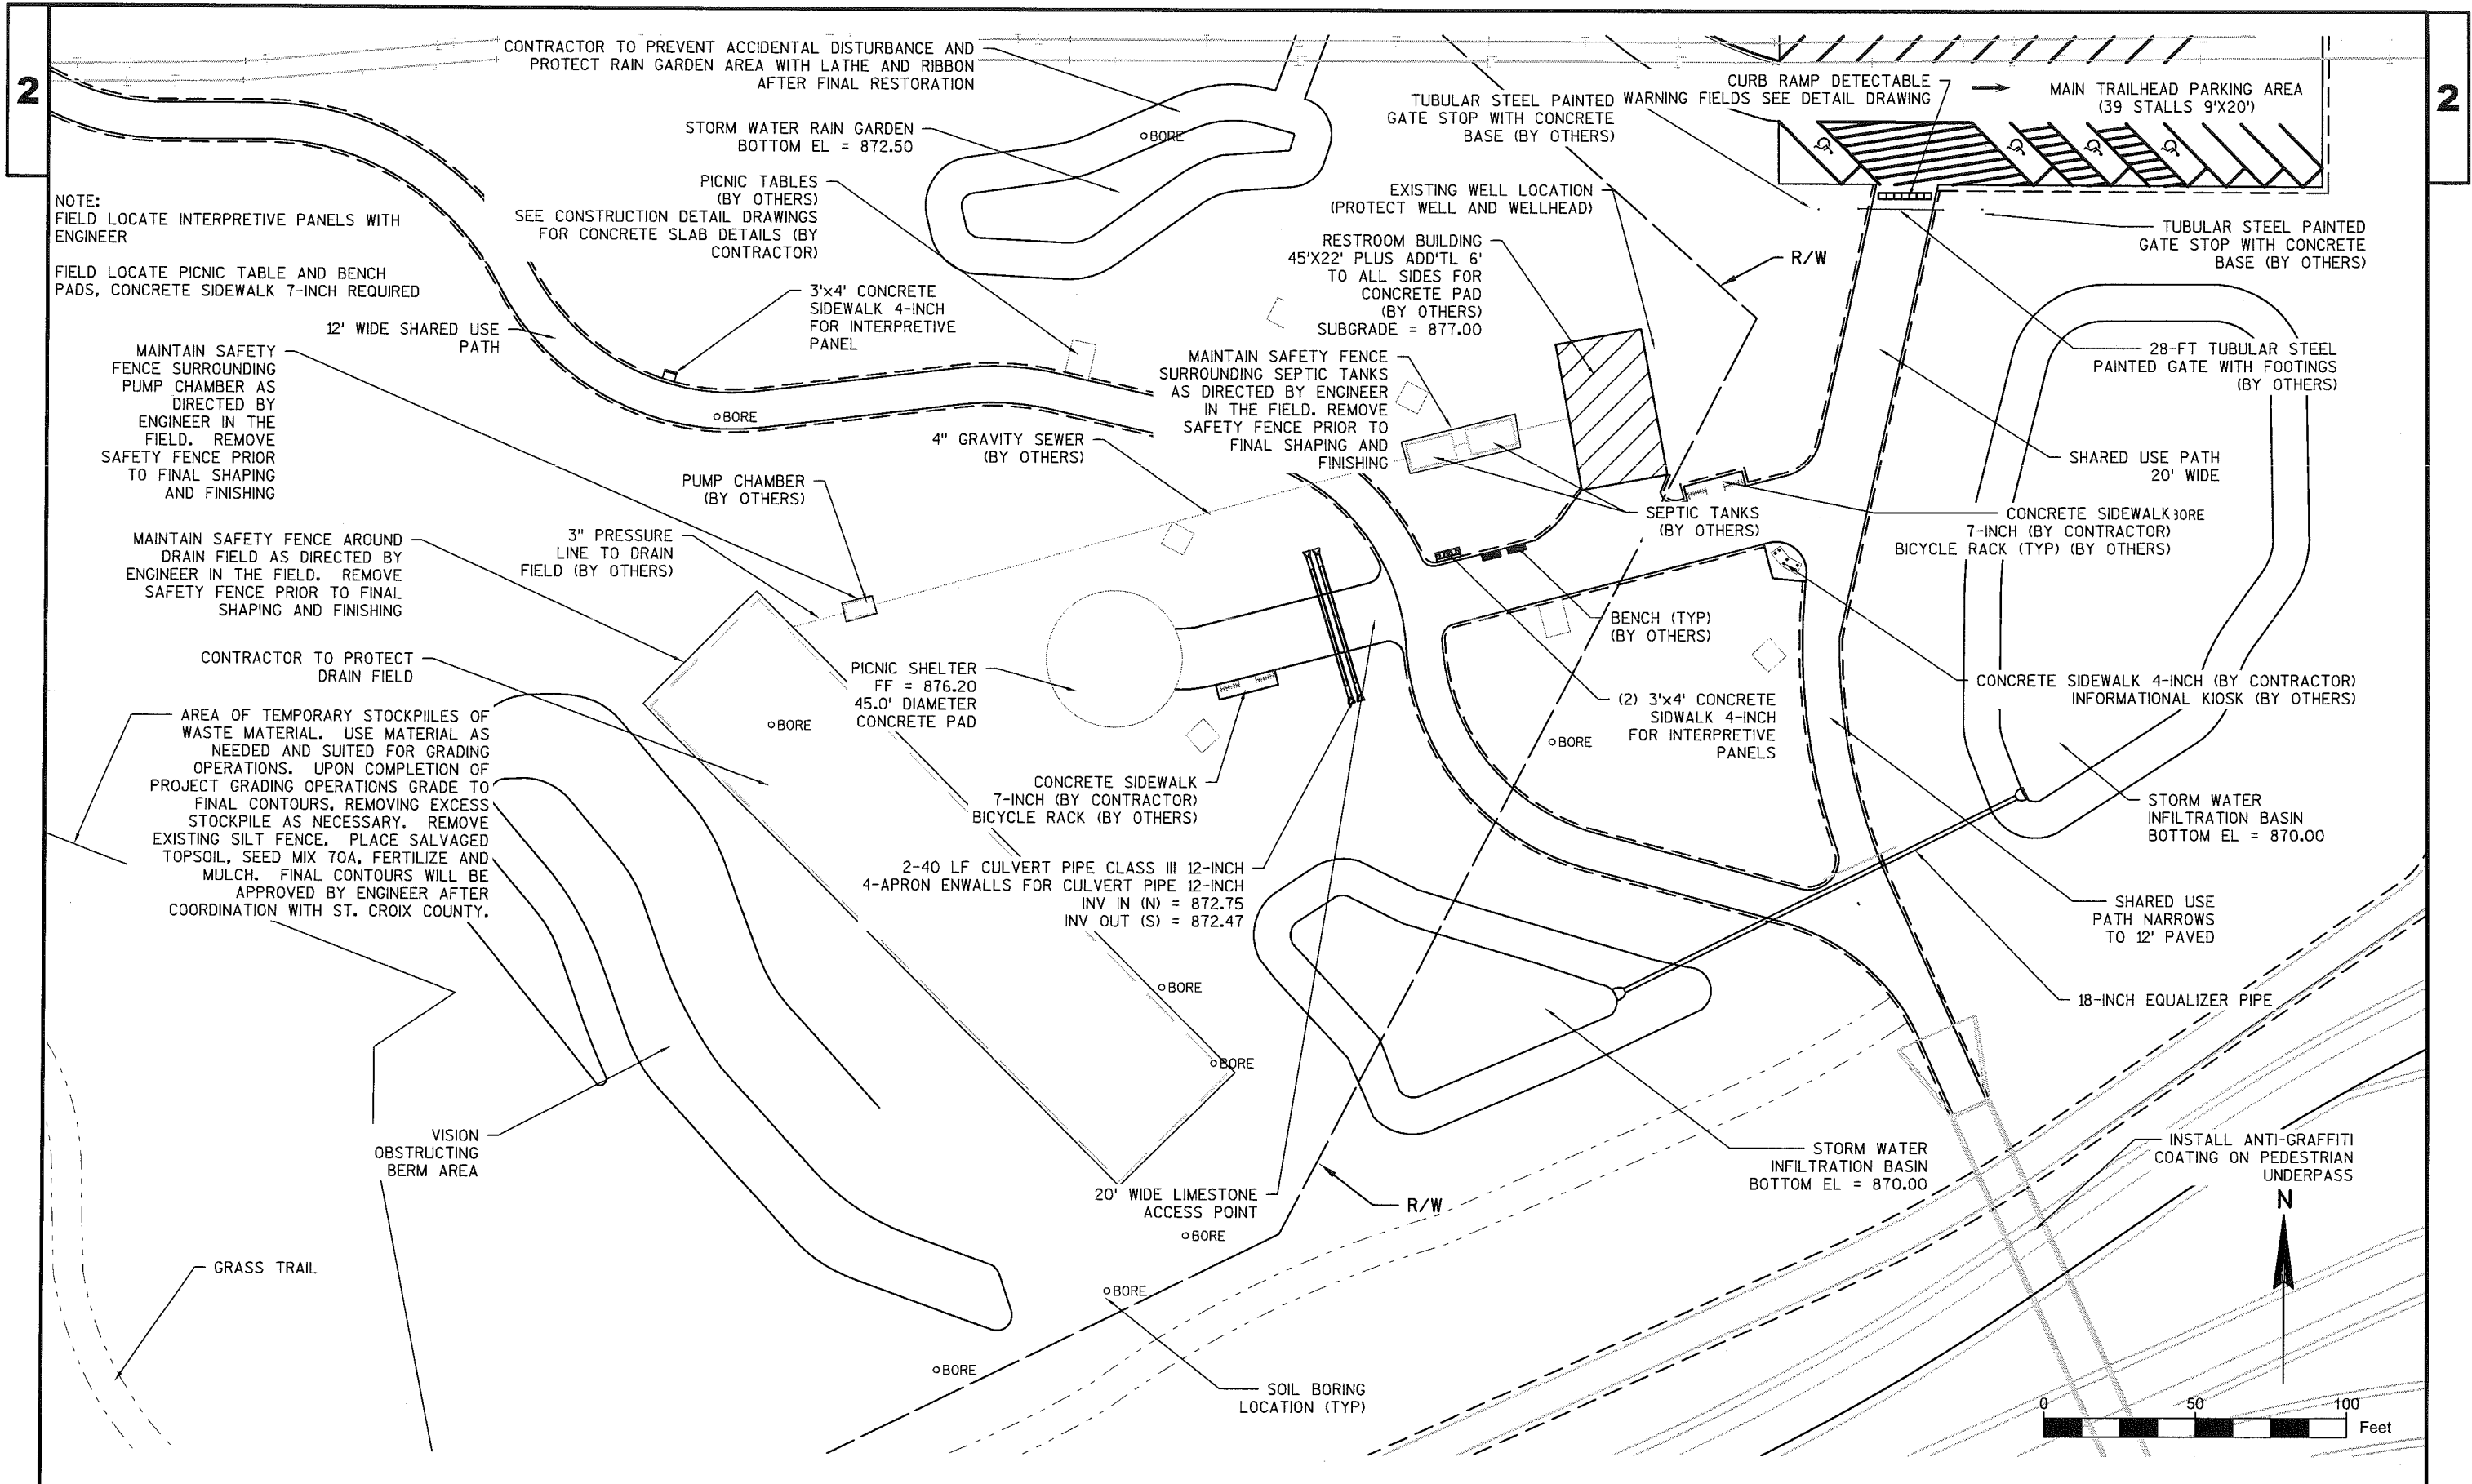 2
2
CONTRACTOR TO PREVENT ACCIDENTAL DISTURBANCE AND
PROTECT RAIN GARDEN AREA WITH LATHE AND RIBBON
AFTER FINAL RESTORATION
STORM WATER RAIN GARDEN
BOTTOM EL = 872.50
BORE
PICNIC TABLES
(BY OTHERS)
SEE CONSTRUCTION DETAIL DRAWINGS
FOR CONCRETE SLAB DETAILS (BY
CONTRACTOR)
TUBULAR STEEL PAINTED
GATE STOP WITH CONCRETE
BASE (BY OTHERS)
CURB RAMP DETECTABLE
WARNING FIELDS SEE DETAIL DRAWING
MAIN TRAILHEAD PARKING AREA
(39 STALLS 9'X20')
EXISTING WELL LOCATION
(PROTECT WELL AND WELLHEAD)
RESTROOM BUILDING
45'X22' PLUS ADD'TL 6'
TO ALL SIDES FOR
CONCRETE PAD
(BY OTHERS)
SUBGRADE = 877.00
R/W
TUBULAR STEEL PAINTED
GATE STOP WITH CONCRETE
BASE (BY OTHERS)
NOTE:
FIELD LOCATE INTERPRETIVE PANELS WITH
ENGINEER
FIELD LOCATE PICNIC TABLE AND BENCH
PADS, CONCRETE SIDEWALK 7-INCH REQUIRED
12' WIDE SHARED USE
PATH
3'x4' CONCRETE
SIDEWALK 4-INCH
FOR INTERPRETIVE
PANEL
MAINTAIN SAFETY
FENCE SURROUNDING
PUMP CHAMBER AS
DIRECTED BY
ENGINEER IN THE
FIELD. REMOVE
SAFETY FENCE PRIOR
TO FINAL SHAPING
AND FINISHING
BORE
MAINTAIN SAFETY FENCE
SURROUNDING SEPTIC TANKS
AS DIRECTED BY ENGINEER
IN THE FIELD. REMOVE
SAFETY FENCE PRIOR TO
FINAL SHAPING AND
FINISHING
28-FT TUBULAR STEEL
PAINTED GATE WITH FOOTINGS
(BY OTHERS)
4" GRAVITY SEWER
(BY OTHERS)
PUMP CHAMBER
(BY OTHERS)
SHARED USE PATH
20' WIDE
SEPTIC TANKS
(BY OTHERS)
CONCRETE SIDEWALK
7-INCH (BY CONTRACTOR)
BICYCLE RACK (TYP) (BY OTHERS)
BORE
MAINTAIN SAFETY FENCE AROUND
DRAIN FIELD AS DIRECTED BY
ENGINEER IN THE FIELD. REMOVE
SAFETY FENCE PRIOR TO FINAL
SHAPING AND FINISHING
3" PRESSURE
LINE TO DRAIN
FIELD (BY OTHERS)
BENCH (TYP)
(BY OTHERS)
CONTRACTOR TO PROTECT
DRAIN FIELD
PICNIC SHELTER
FF = 876.20
45.0' DIAMETER
CONCRETE PAD
BORE
(2) 3'x4' CONCRETE
SIDWALK 4-INCH
FOR INTERPRETIVE
PANELS
BORE
CONCRETE SIDEWALK 4-INCH (BY CONTRACTOR)
INFORMATIONAL KIOSK (BY OTHERS)
AREA OF TEMPORARY STOCKPIILES OF
WASTE MATERIAL. USE MATERIAL AS
NEEDED AND SUITED FOR GRADING
OPERATIONS. UPON COMPLETION OF
PROJECT GRADING OPERATIONS GRADE TO
FINAL CONTOURS, REMOVING EXCESS
STOCKPILE AS NECESSARY. REMOVE
EXISTING SILT FENCE. PLACE SALVAGED
TOPSOIL, SEED MIX 70A, FERTILIZE AND
MULCH. FINAL CONTOURS WILL BE
APPROVED BY ENGINEER AFTER
COORDINATION WITH ST. CROIX COUNTY.
CONCRETE SIDEWALK
7-INCH (BY CONTRACTOR)
BICYCLE RACK (BY OTHERS)
STORM WATER
INFILTRATION BASIN
BOTTOM EL = 870.00
2-40 LF CULVERT PIPE CLASS III 12-INCH
4-APRON ENWALLS FOR CULVERT PIPE 12-INCH
INV IN (N) = 872.75
INV OUT (S) = 872.47
SHARED USE
PATH NARROWS
TO 12' PAVED
BORE
18-INCH EQUALIZER PIPE
BORE
VISION
OBSTRUCTING
BERM AREA
STORM WATER
INFILTRATION BASIN
BOTTOM EL = 870.00
INSTALL ANTI-GRAFFITI
COATING ON PEDESTRIAN
UNDERPASS
20' WIDE LIMESTONE
ACCESS POINT
R/W
BORE
N
GRASS TRAIL
BORE
BORE
SOIL BORING
LOCATION (TYP)
0 50 100
Feet